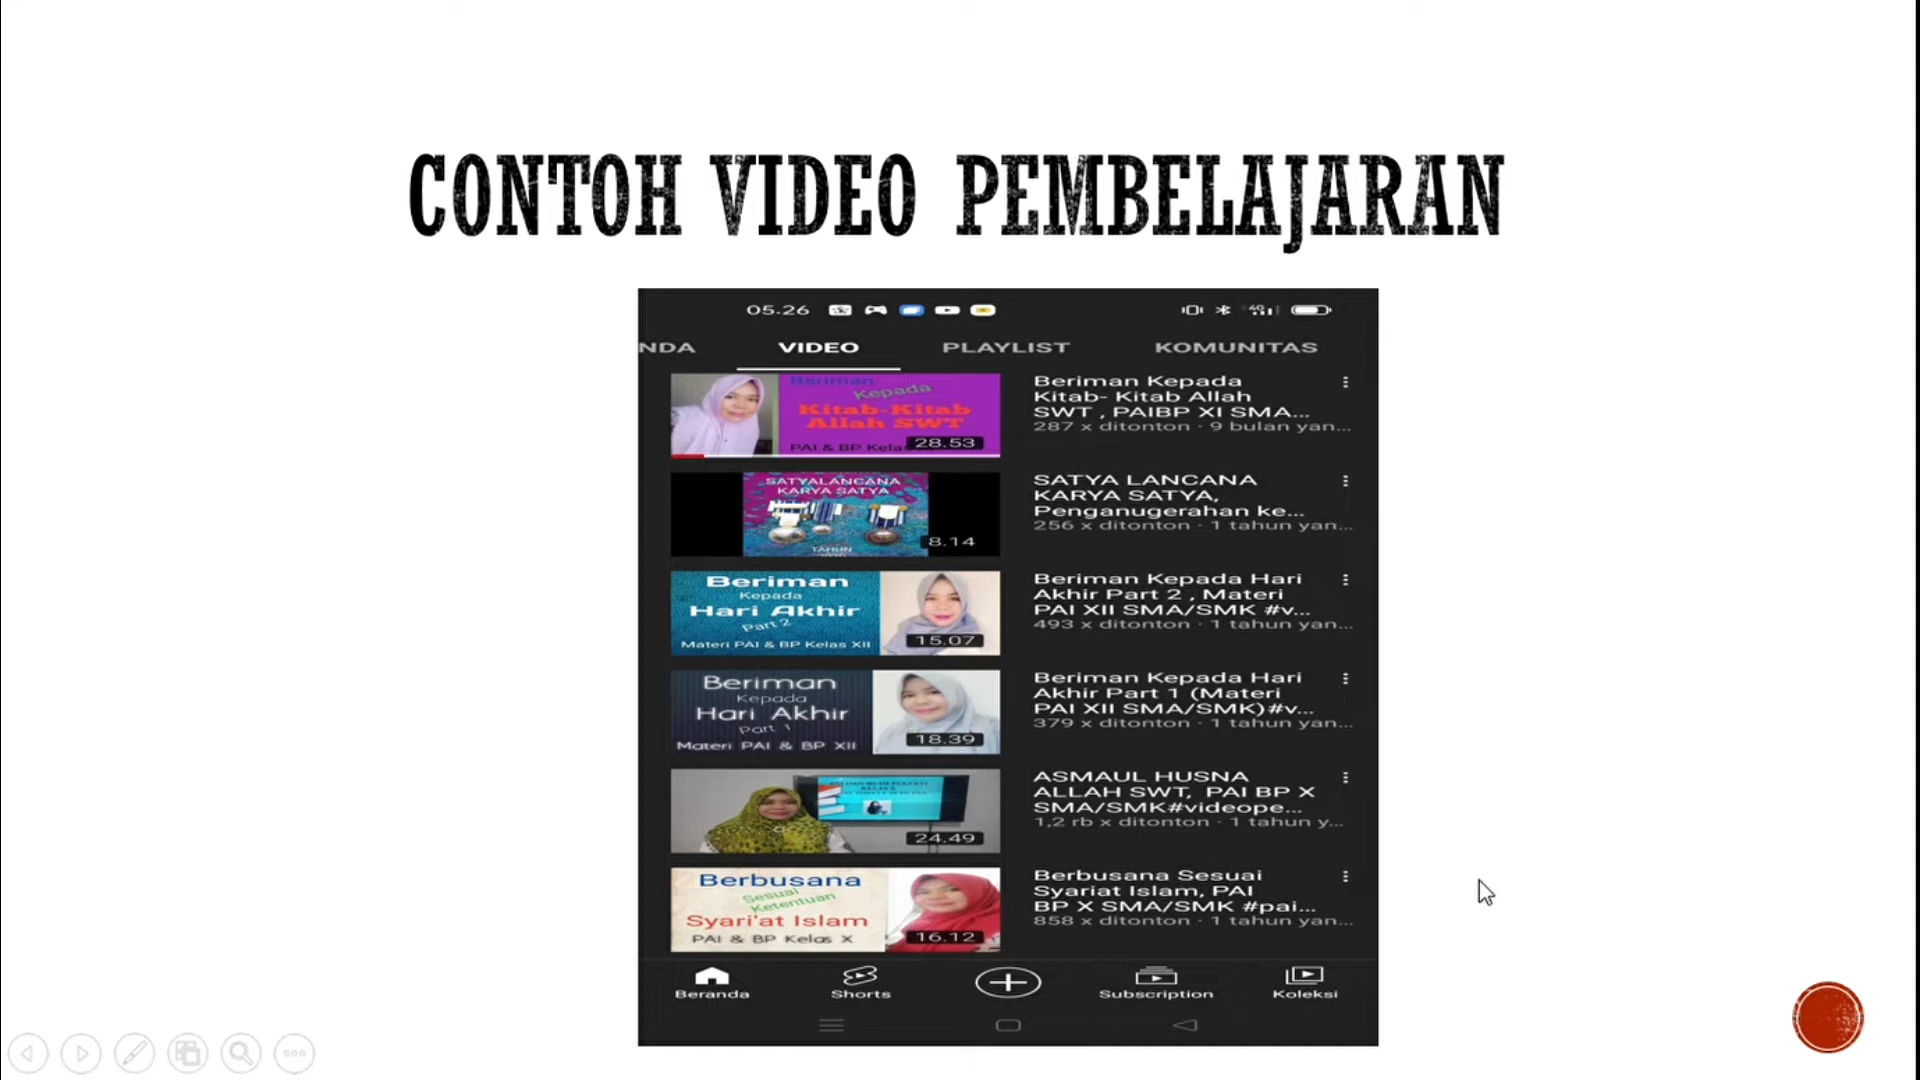 CONTOH VIDEO PEMBELAJARAN
05.26
NDA VIDEO PLAYLIST KOMUNITAS
Beriman
Kepada
Kitab-Kitab
Allah SWT
PAI & BP Kelas
28.53
Beriman Kepada
Kitab- Kitab Allah
SWT , PAIBP XI SMA...
287 x ditonton · 9 bulan yan...
SATYALANCANA
KARYA SATYA
TAHUN
8.14
SATYA LANCANA
KARYA SATYA,
Penganugerahan ke...
256 x ditonton · 1 tahun yan...
Beriman
Kepada
Hari Akhir
Part 2
Materi PAI & BP Kelas XII
15.07
Beriman Kepada Hari
Akhir Part 2 , Materi
PAI XII SMA/SMK #v...
493 x ditonton · 1 tahun yan...
Beriman
Kepada
Hari Akhir
Part 1
Materi PAI & BP XII
18.39
Beriman Kepada Hari
Akhir Part 1 (Materi
PAI XII SMA/SMK)#v...
379 x ditonton · 1 tahun yan...
24.49
ASMAUL HUSNA
ALLAH SWT, PAI BP X
SMA/SMK#videope...
1,2 rb x ditonton · 1 tahun y...
Berbusana
Sesuai
Ketentuan
Syari'at Islam
PAI & BP Kelas X
16.12
Berbusana Sesuai
Syariat Islam, PAI
BP X SMA/SMK #pai...
858 x ditonton · 1 tahun yan...
Beranda Shorts Subscription Koleksi